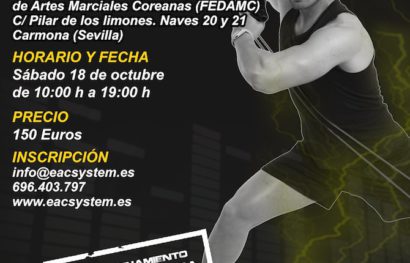 de Artes Marciales Coreanas (FEDAMC)
C/ Pilar de los limones. Naves 20 y 21
Carmona (Sevilla)
HORARIO Y FECHA
Sábado 18 de octubre
de 10:00 h a 19:00 h
PRECIO
150 Euros
INSCRIPCIÓN
info@eacsystem.es
696.403.797
www.eacsystem.es